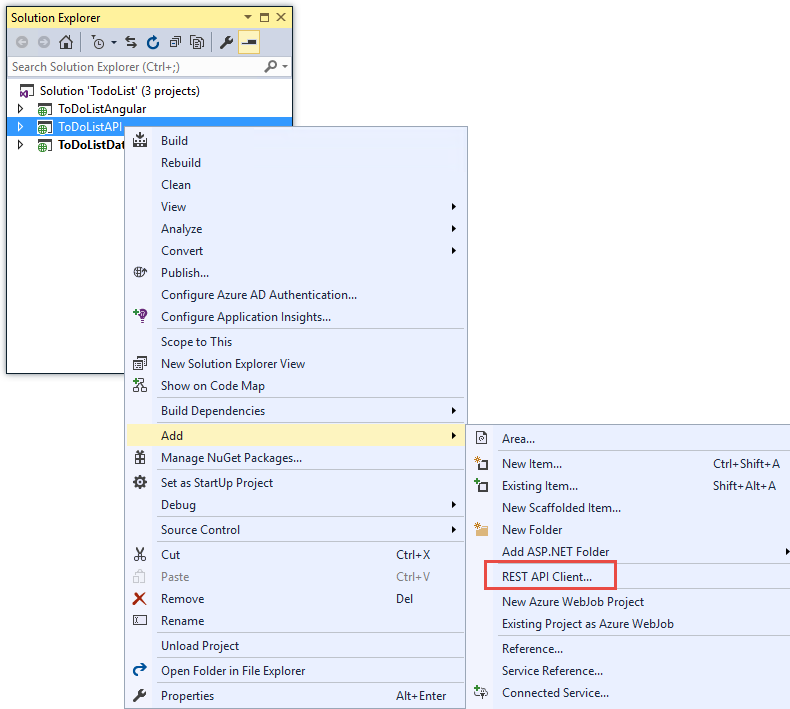 Solution Explorer
Search Solution Explorer (Ctrl+;)
Solution 'TodoList' (3 projects)
ToDoListAngular
ToDoListAPI
ToDoListDat
Build
Rebuild
Clean
View
Analyze
Convert
Publish...
Configure Azure AD Authentication...
Configure Application Insights...
Scope to This
New Solution Explorer View
Show on Code Map
Build Dependencies
Add
Manage NuGet Packages...
Set as StartUp Project
Debug
Source Control
Cut Ctrl+X
Paste Ctrl+V
Remove Del
Rename
Unload Project
Open Folder in File Explorer
Properties Alt+Enter
Area...
New Item... Ctrl+Shift+A
Existing Item... Shift+Alt+A
New Scaffolded Item...
New Folder
Add ASP.NET Folder
REST API Client...
New Azure WebJob Project
Existing Project as Azure WebJob
Reference...
Service Reference...
Connected Service...